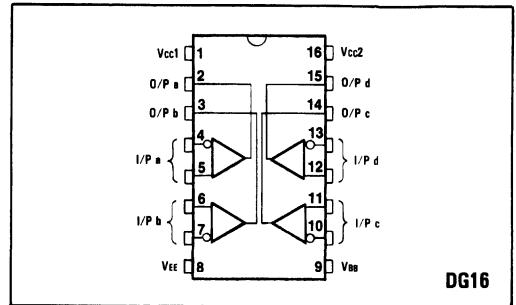 Vcc1 1 16 Vcc2
O/P a 2 15 O/P d
O/P b 3 14 O/P c
4 13
I/P a I/P d
5 12
6 11
I/P b I/P c
7 10
VEE 8 9 VBB
DG16